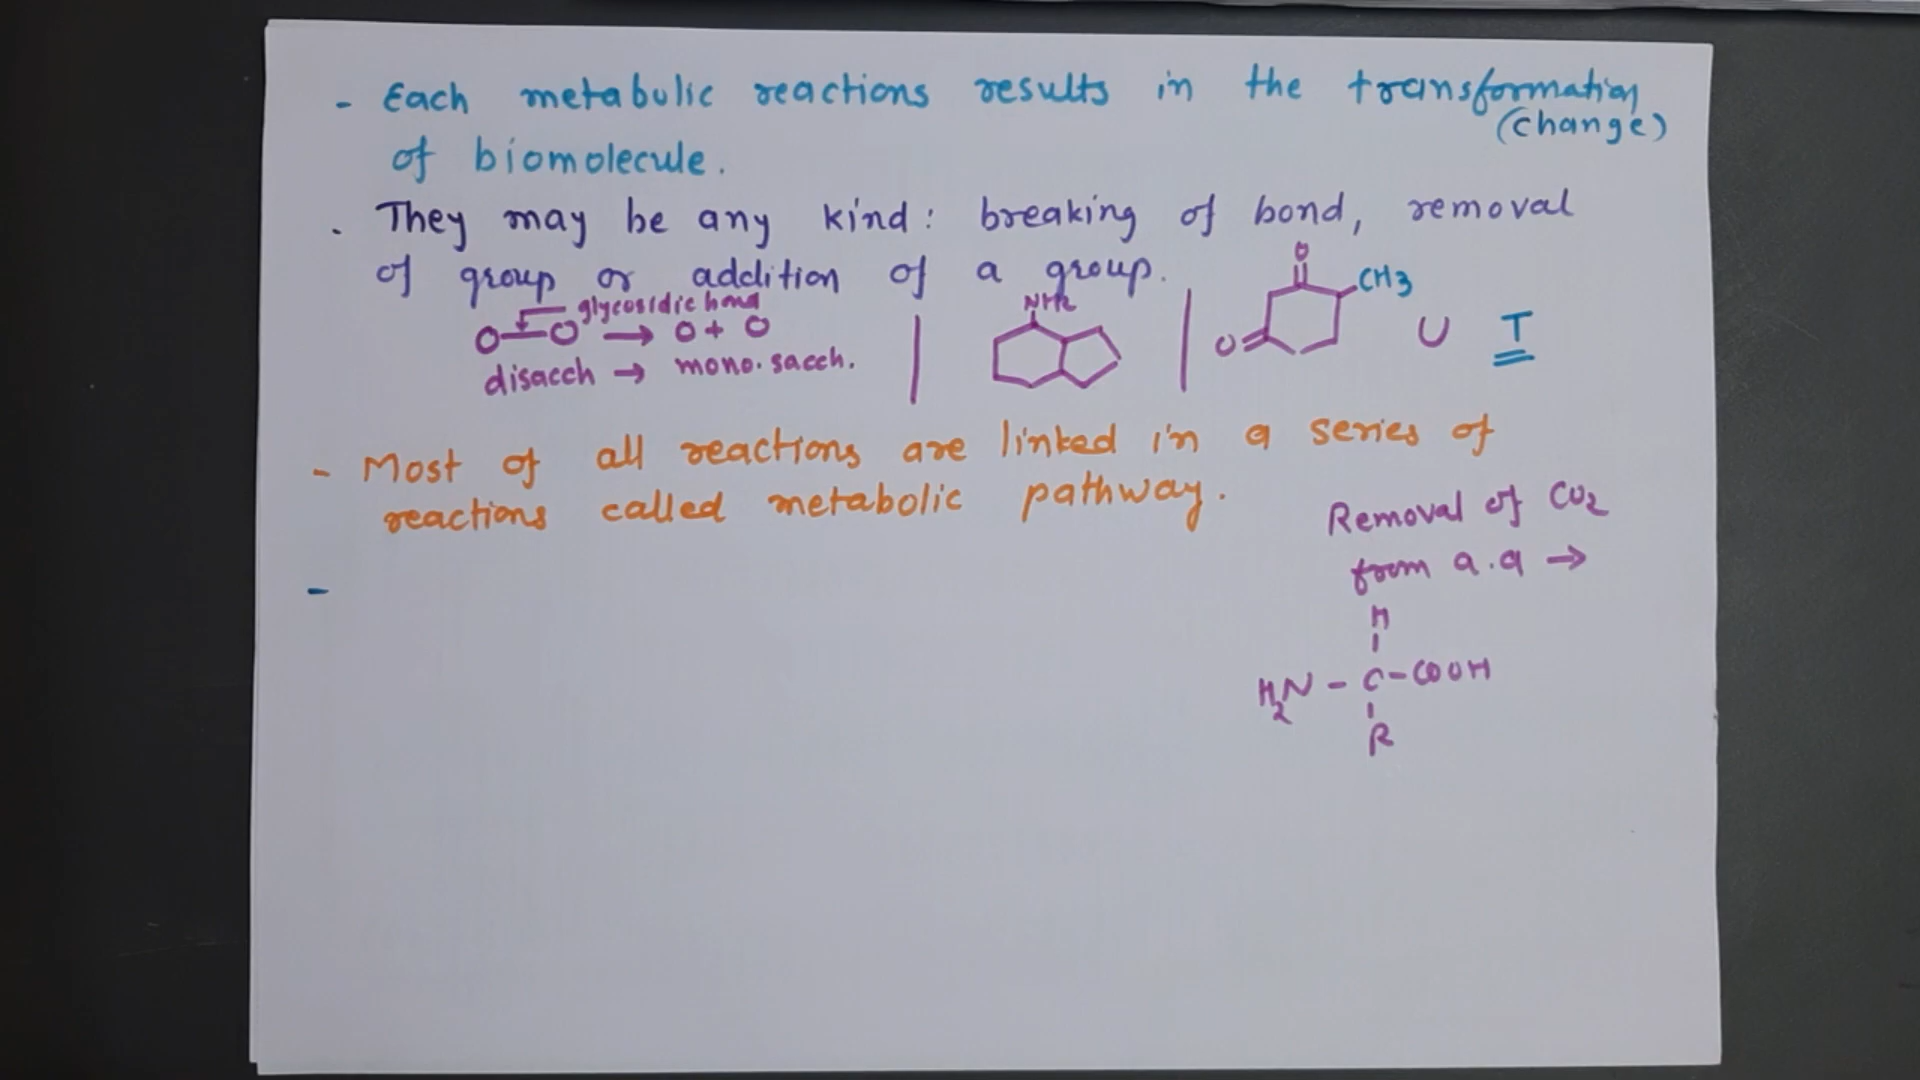 - Each metabolic reactions results in the transformation
(change)
of biomolecule.
. They may be any kind: breaking of bond, removal
of group or addition of a group.
glycosidic bond
O—O → O + O
disacch → mono. sacch.
NH2
O
CH3
O
U T
- Most of all reactions are linked in a series of
reactions called metabolic pathway.
-
Removal of CO2
from a.a →
H
H2N - C - COOH
R